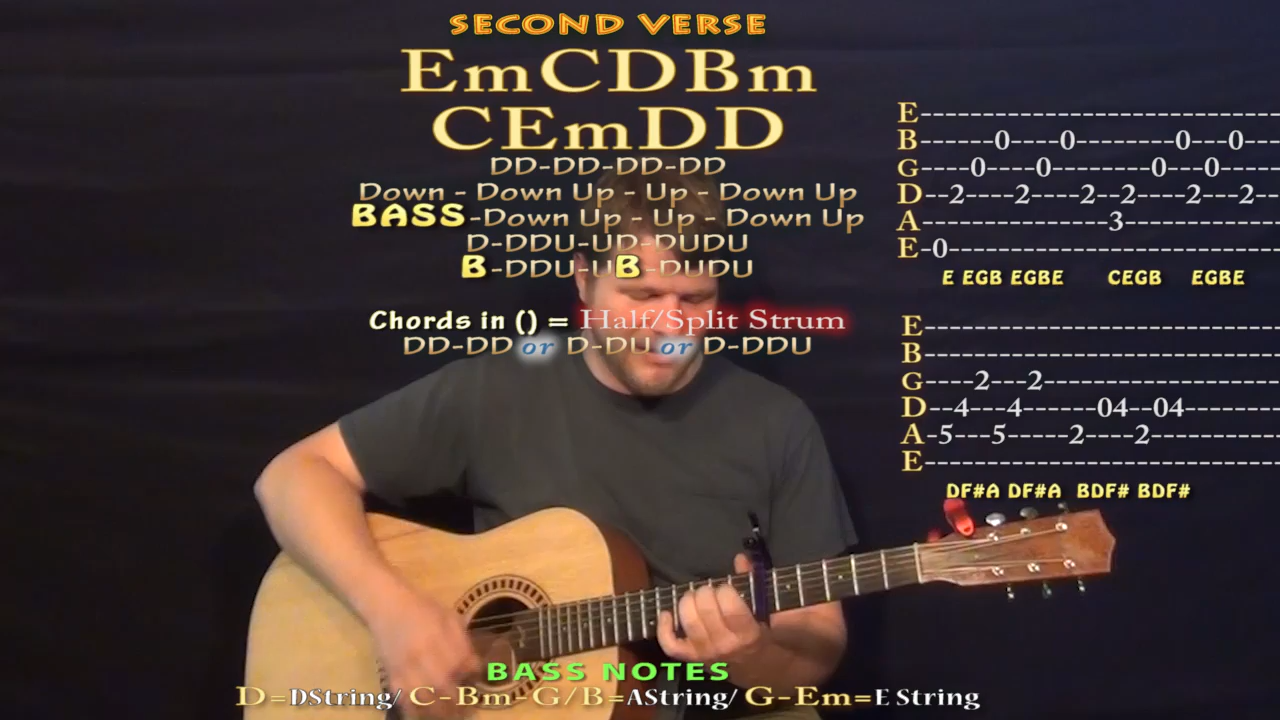 SECOND VERSE
EmCDBm
CEmDD
DD-DD-DD-DD
Down - Down Up - Up - Down Up
BASS-Down Up - Up - Down Up
D-DDU-UD-DUDU
B-DDU-UB-DUDU
Chords in () = Half/Split Strum
DD-DD or D-DU or D-DDU
E-----------------------------
B------0----0---------0---0---
G----0----0---------0---0-----
D--2----2----2--2-----2----2--
A---------------3-------------
E-0---------------------------
E EGB EGBE CEGB EGBE
E-----------------------------
B-----------------------------
G----2---2--------------------
D--4---4------04--04----------
A-5---5-----2----2------------
E-----------------------------
DF#A DF#A BDF# BDF#
BASS NOTES
D=DString/ C-Bm-G/B=AString/ G-Em=E String